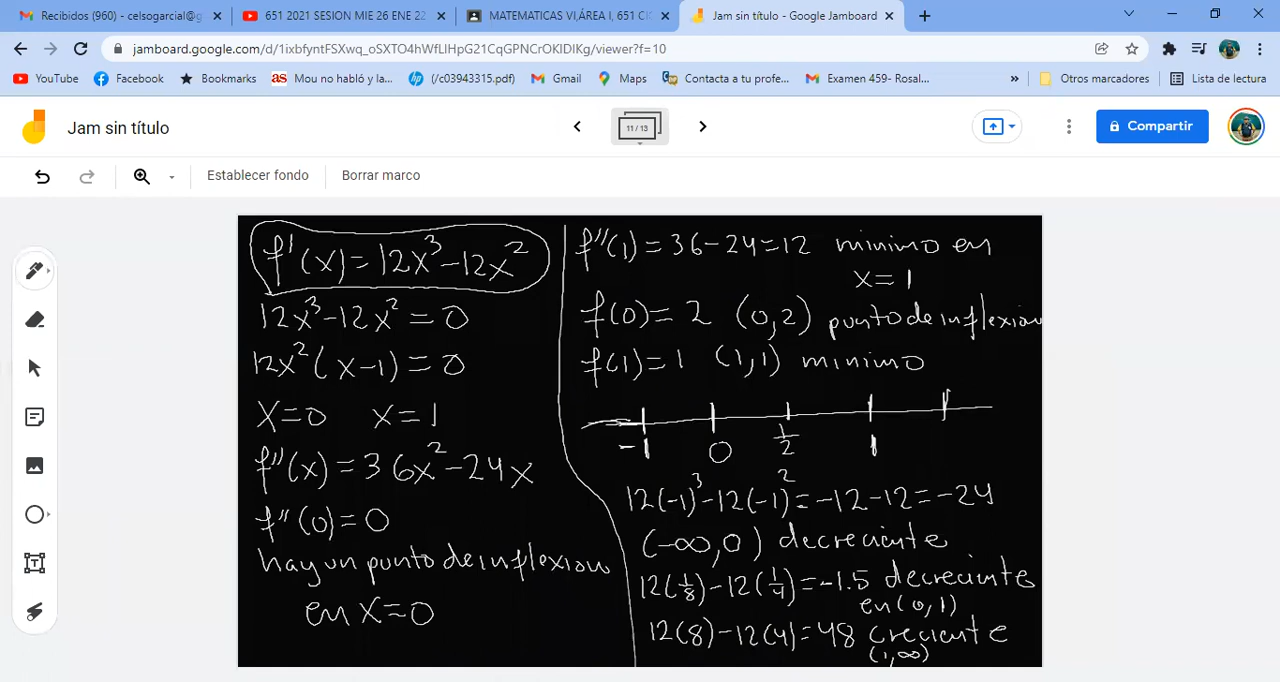 Recibidos (960) - celsogarcial@g
651 2021 SESION MIE 26 ENE 22
MATEMATICAS VI,ÁREA I, 651 CIC
Jam sin título - Google Jamboard
jamboard.google.com/d/1ixbfyntFSXwq_oSXTO4hWfLIHpG21CqGPNCrOKIDIKg/viewer?f=10
YouTube
Facebook
Bookmarks
as Mou no habló y la...
hp (/c03943315.pdf)
Gmail
Maps
Contacta a tu profe...
Examen 459- Rosal...
»
Otros marcadores
Lista de lectura
Jam sin título
11 / 13
Compartir
Establecer fondo
Borrar marco
f'(x)=12x³-12x²
12x³-12x²=0
12x²(x-1)=0
x=0 x=1
f''(x)=36x²-24x
f''(0)=0
hay un punto de inflexion
en x=0
f''(1)=36-24=12 minimo en
x=1
f(0)=2 (0,2) punto de inflexion
f(1)=1 (1,1) minimo
-1 0 1/2 1
12(-1)³-12(-1)²=-12-12=-24
(-∞,0) decreciente
12(1/8)-12(1/4)=-1.5 decreciente
en (0,1)
12(8)-12(4)=48 creciente
(1,∞)